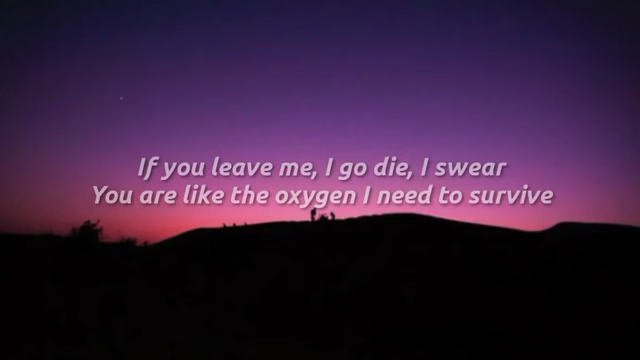 If you leave me, I go die, I swear
You are like the oxygen I need to survive